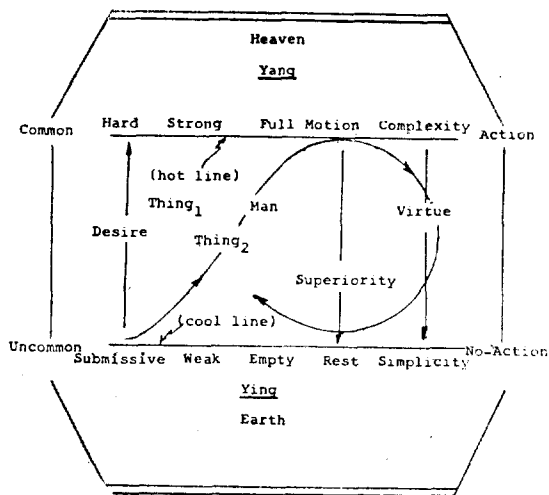 Heaven
Yang
Common Hard Strong Full Motion Complexity Action
(hot line)
Thing1 Man Virtue
Desire
Thing2
Superiority
(cool line)
Uncommon Submissive Weak Empty Rest Simplicity No-Action
Ying
Earth